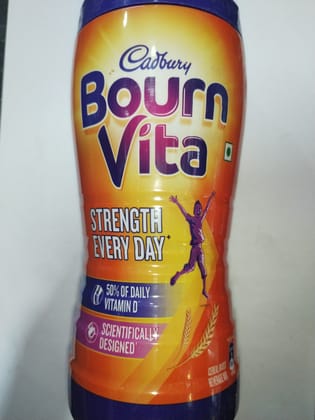 Cadbury
Bourn
Vita
STRENGTH
EVERY DAY+
50% OF DAILY
VITAMIN D
SCIENTIFICALLY
DESIGNED